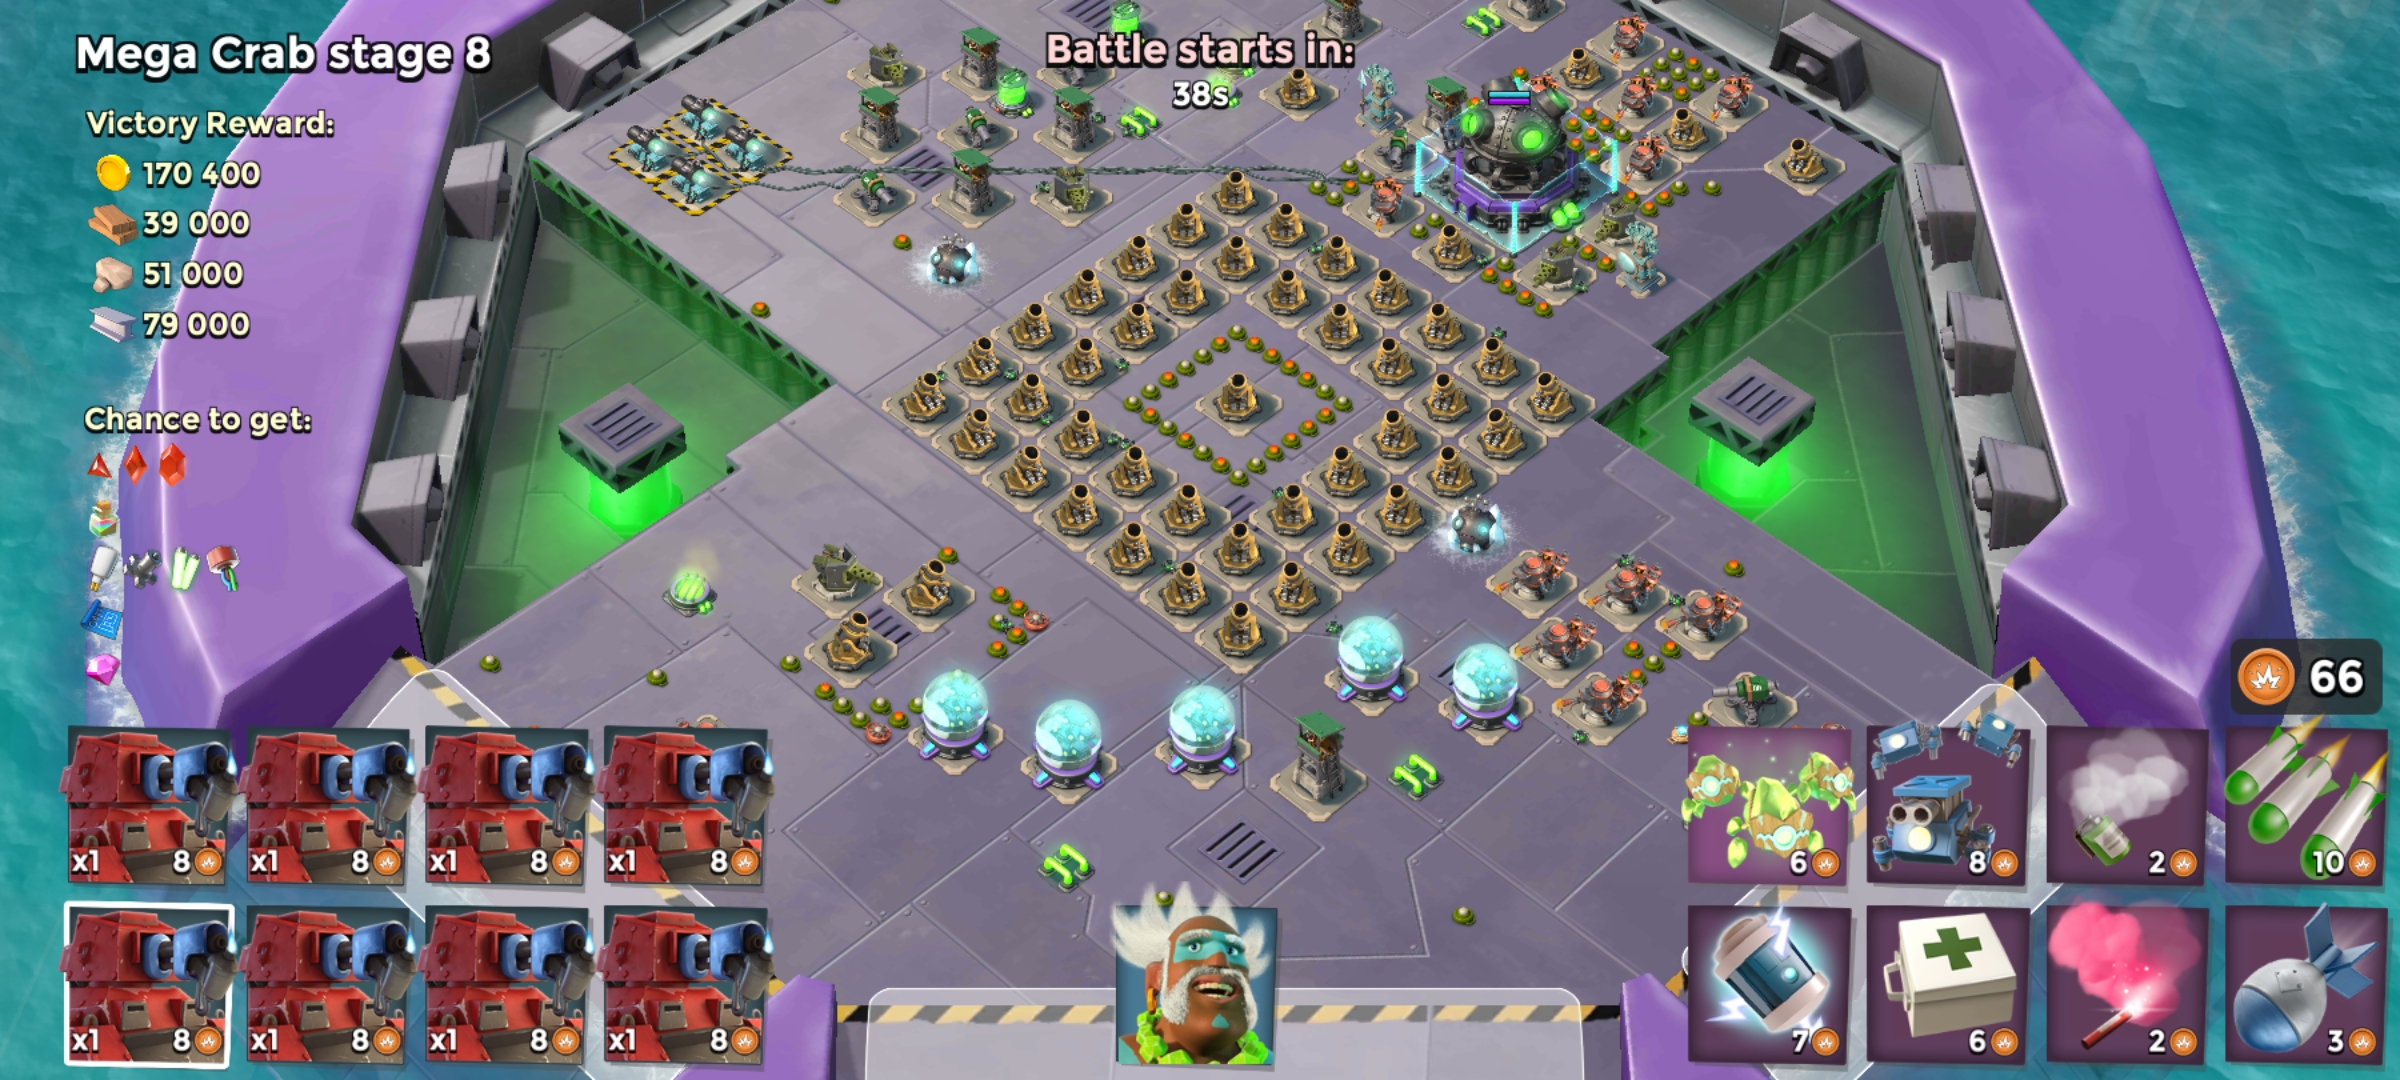 Mega Crab stage 8
Battle starts in:
38s
Victory Reward:
170 400
39 000
51 000
79 000
Chance to get:
66
x1 8
x1 8
x1 8
x1 8
6
8
2
10
x1 8
x1 8
x1 8
x1 8
7
6
2
3